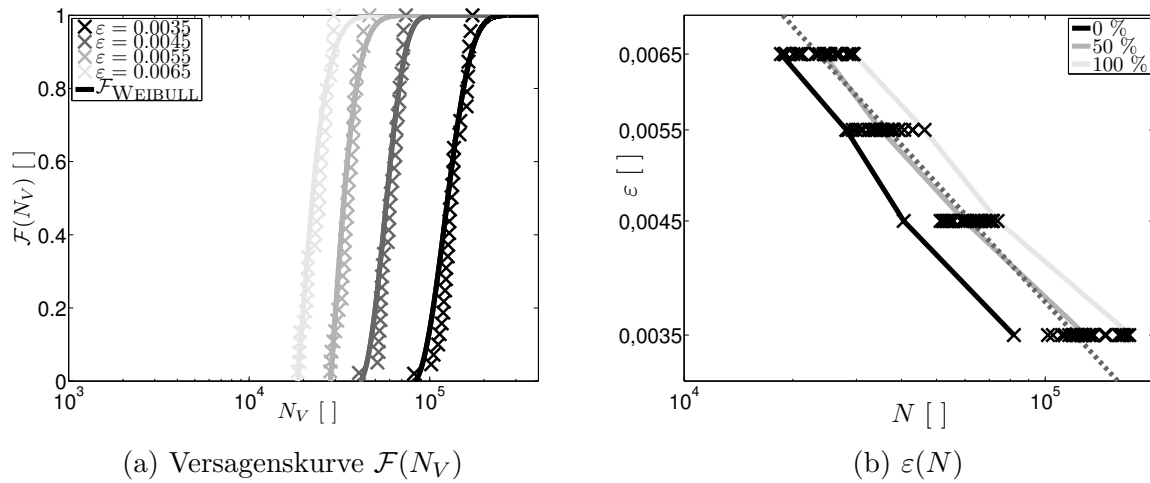 1
0.8
0.6
0.4
0.2
0
F(N_V) [ ]
ε = 0.0035
ε = 0.0045
ε = 0.0055
ε = 0.0065
F_WEIBULL
10^3
10^4
10^5
N_V [ ]
(a) Versagenskurve F(N_V)
0,0065
0,0055
0,0045
0,0035
ε [ ]
0 %
50 %
100 %
10^4
10^5
N [ ]
(b) ε(N)